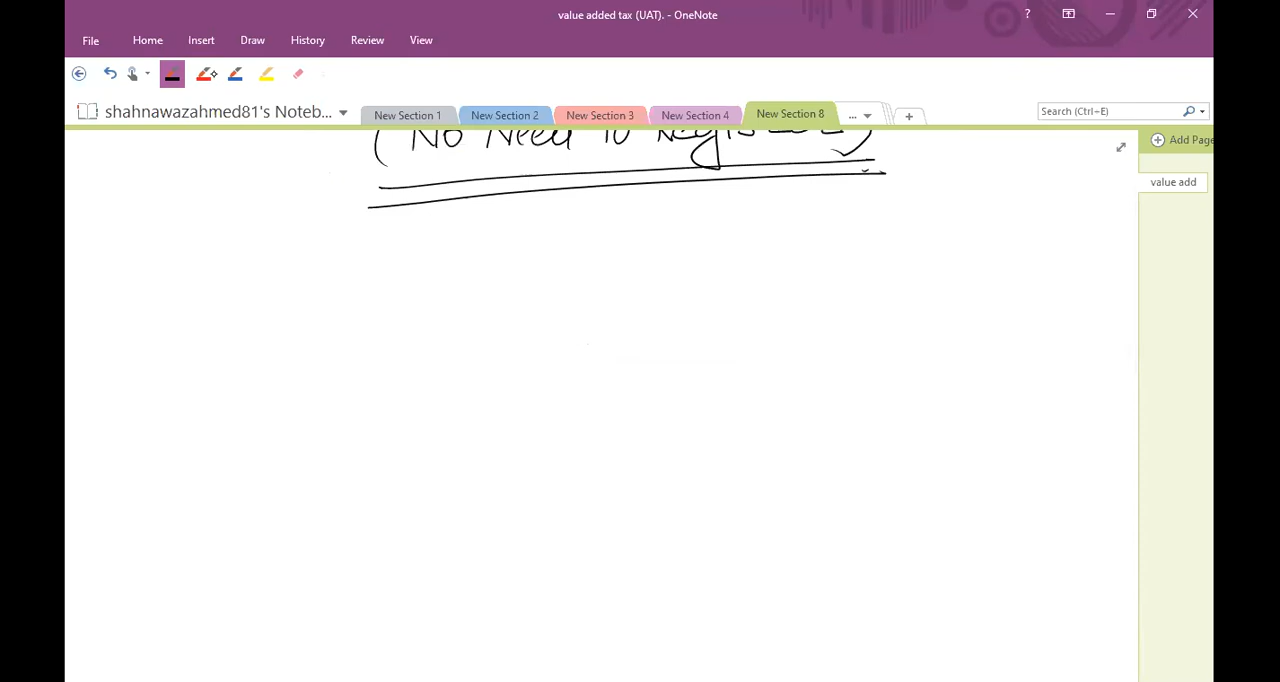 value added tax (UAT). - OneNote
?
File Home Insert Draw History Review View
shahnawazahmed81's Noteb... New Section 1 New Section 2 New Section 3 New Section 4 New Section 8 ... + Search (Ctrl+E)
(No Need to
Add Page
value add